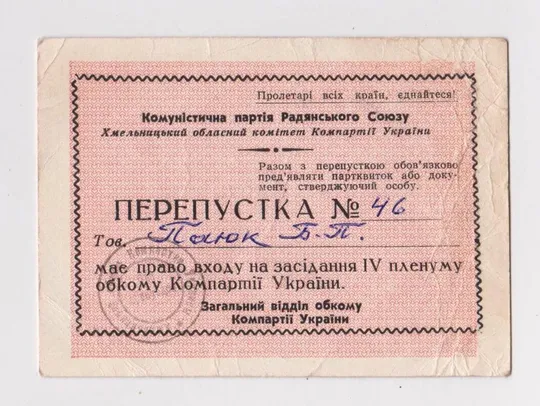 Пролетарі всіх країн, єднайтеся!
Комуністична партія Радянського Союзу
Хмельницький обласний комітет Компартії України
Разом з перепусткою обов'язково
пред'являти партквиток або доку-
мент, стверджуючий особу.
ПЕРЕПУСТКА № 46
Тов. Паюк Б.П.
має право входу на засідання IV пленуму
обкому Компартії України.
Загальний відділ обкому
Компартії України